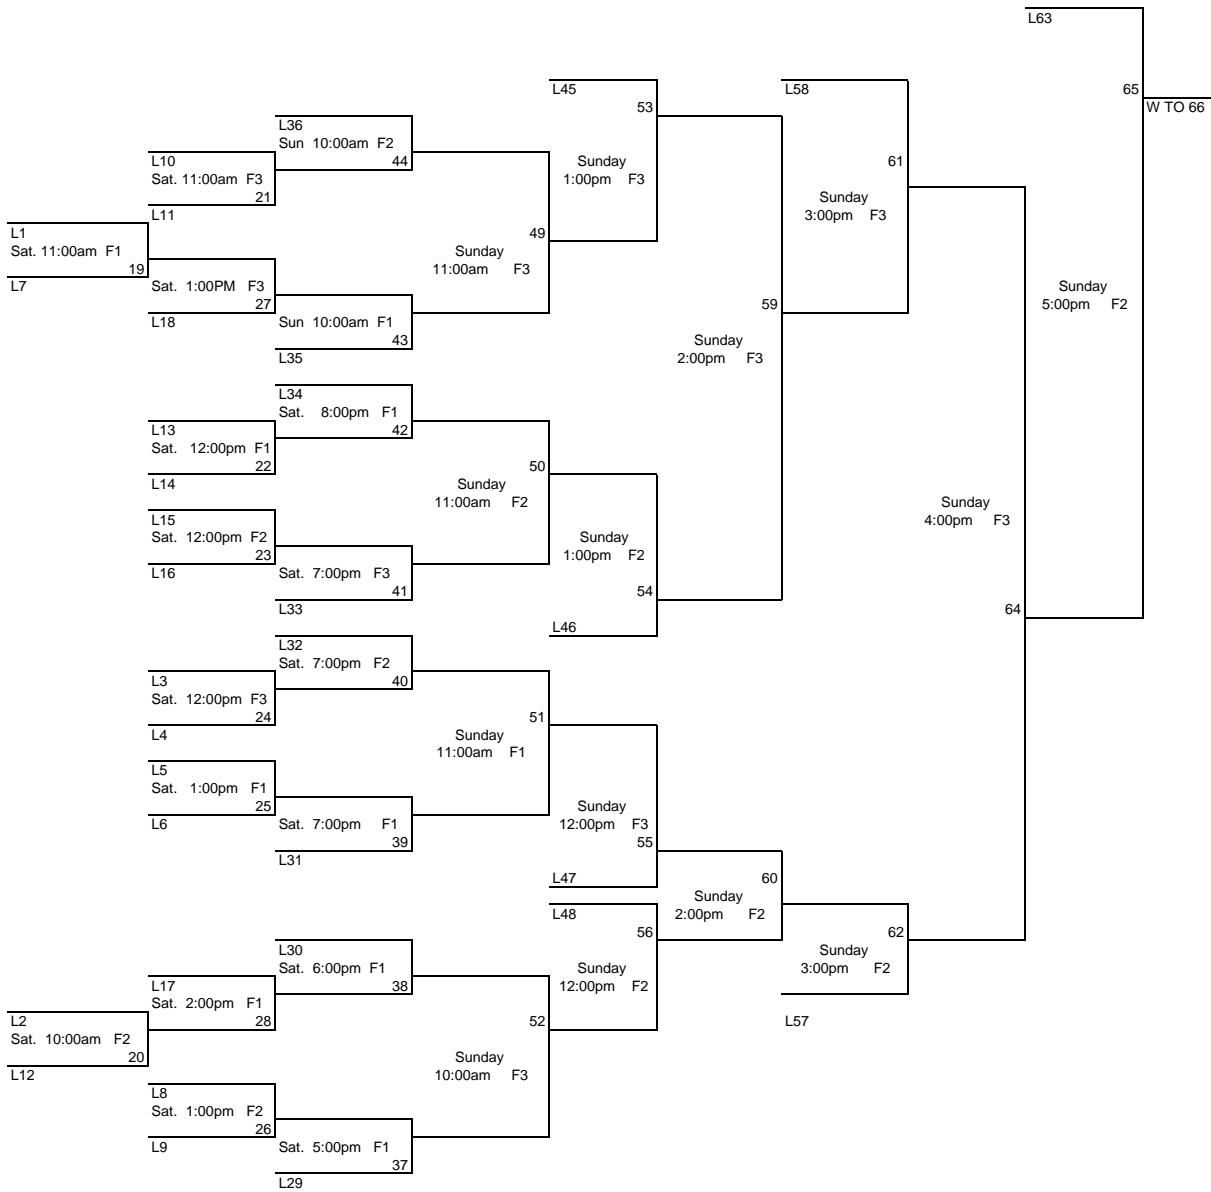 L63
65
W TO 66
L45
53
L58
L36
Sun 10:00am F2
44
L10
Sat. 11:00am F3
21
L11
Sunday
1:00pm F3
61
Sunday
3:00pm F3
L1
Sat. 11:00am F1
19
L7
49
Sunday
11:00am F3
Sat. 1:00PM F3
27
L18
Sun 10:00am F1
43
L35
59
Sunday
2:00pm F3
Sunday
5:00pm F2
L34
Sat. 8:00pm F1
42
L13
Sat. 12:00pm F1
22
L14
50
Sunday
11:00am F2
L15
Sat. 12:00pm F2
23
L16
Sat. 7:00pm F3
41
L33
Sunday
1:00pm F2
54
L46
Sunday
4:00pm F3
64
L32
Sat. 7:00pm F2
40
L3
Sat. 12:00pm F3
24
L4
51
Sunday
11:00am F1
L5
Sat. 1:00pm F1
25
L6
Sat. 7:00pm F1
39
L31
Sunday
12:00pm F3
55
L47
60
Sunday
2:00pm F2
L48
56
Sunday
12:00pm F2
62
Sunday
3:00pm F2
L57
L30
Sat. 6:00pm F1
38
L17
Sat. 2:00pm F1
28
L2
Sat. 10:00am F2
20
L12
52
Sunday
10:00am F3
L8
Sat. 1:00pm F2
26
L9
Sat. 5:00pm F1
37
L29